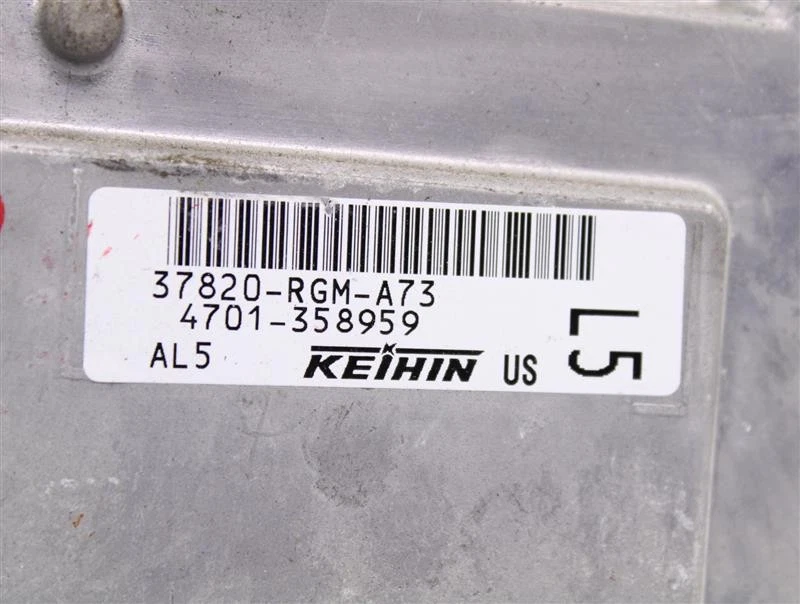 37820-RGM-A73
4701-358959
AL5 KEIHIN US
L5